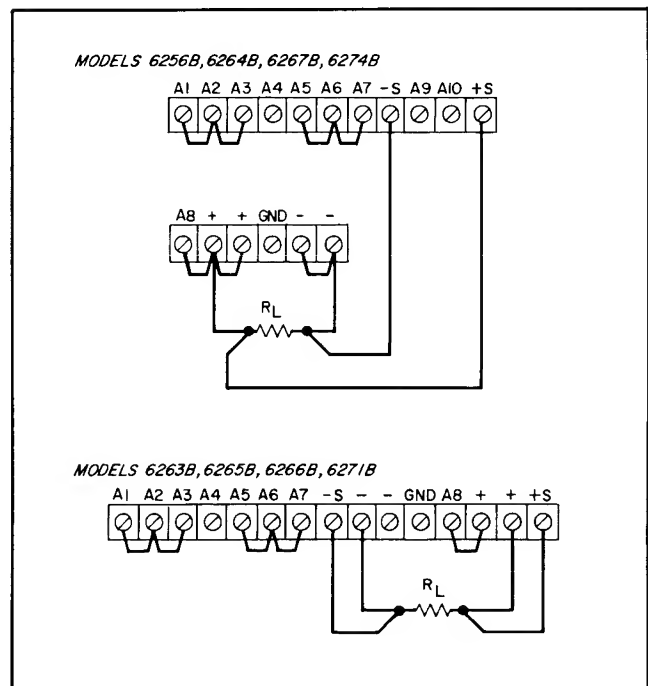 MODELS 6256B, 6264B, 6267B, 6274B
A1 A2 A3 A4 A5 A6 A7 -S A9 A10 +S
A8 + + GND - -
RL
MODELS 6263B, 6265B, 6266B, 6271B
A1 A2 A3 A4 A5 A6 A7 -S - - GND A8 + + +S
RL